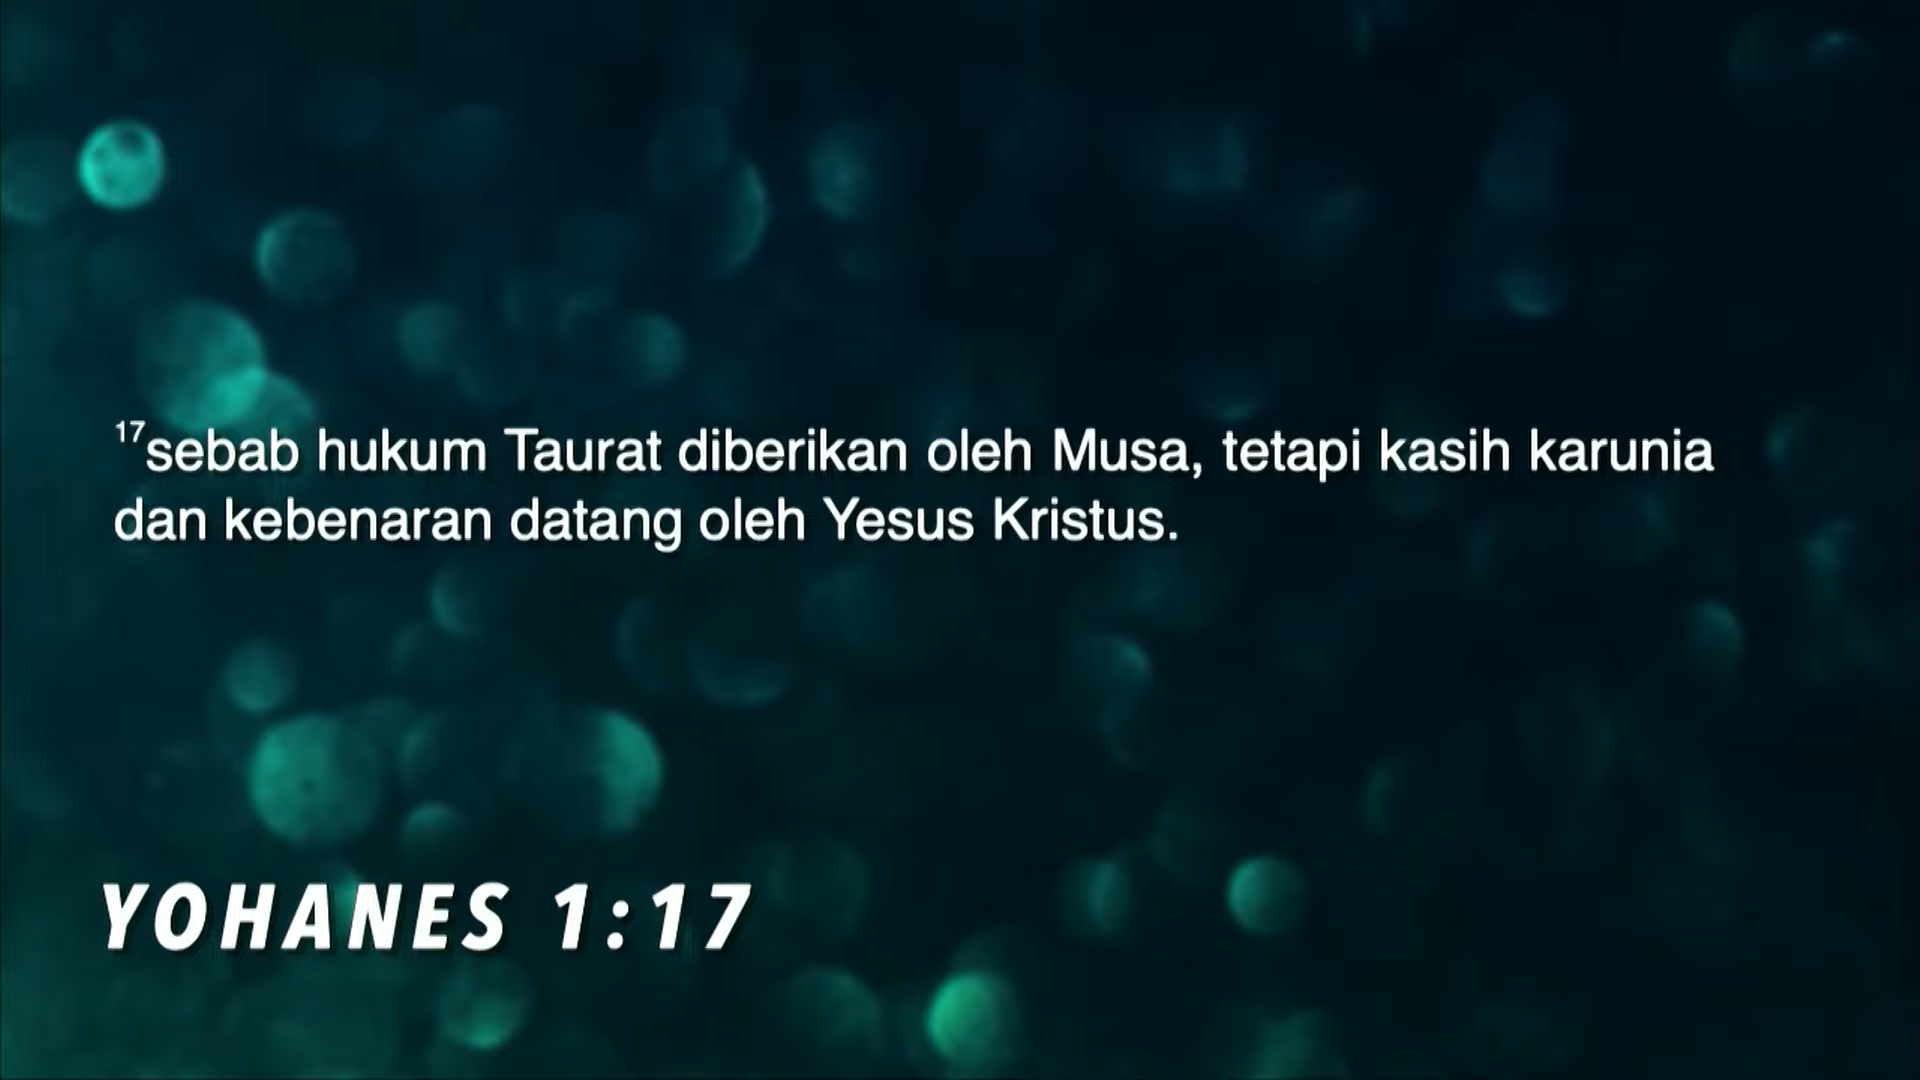 17sebab hukum Taurat diberikan oleh Musa, tetapi kasih karunia
dan kebenaran datang oleh Yesus Kristus.
YOHANES 1:17